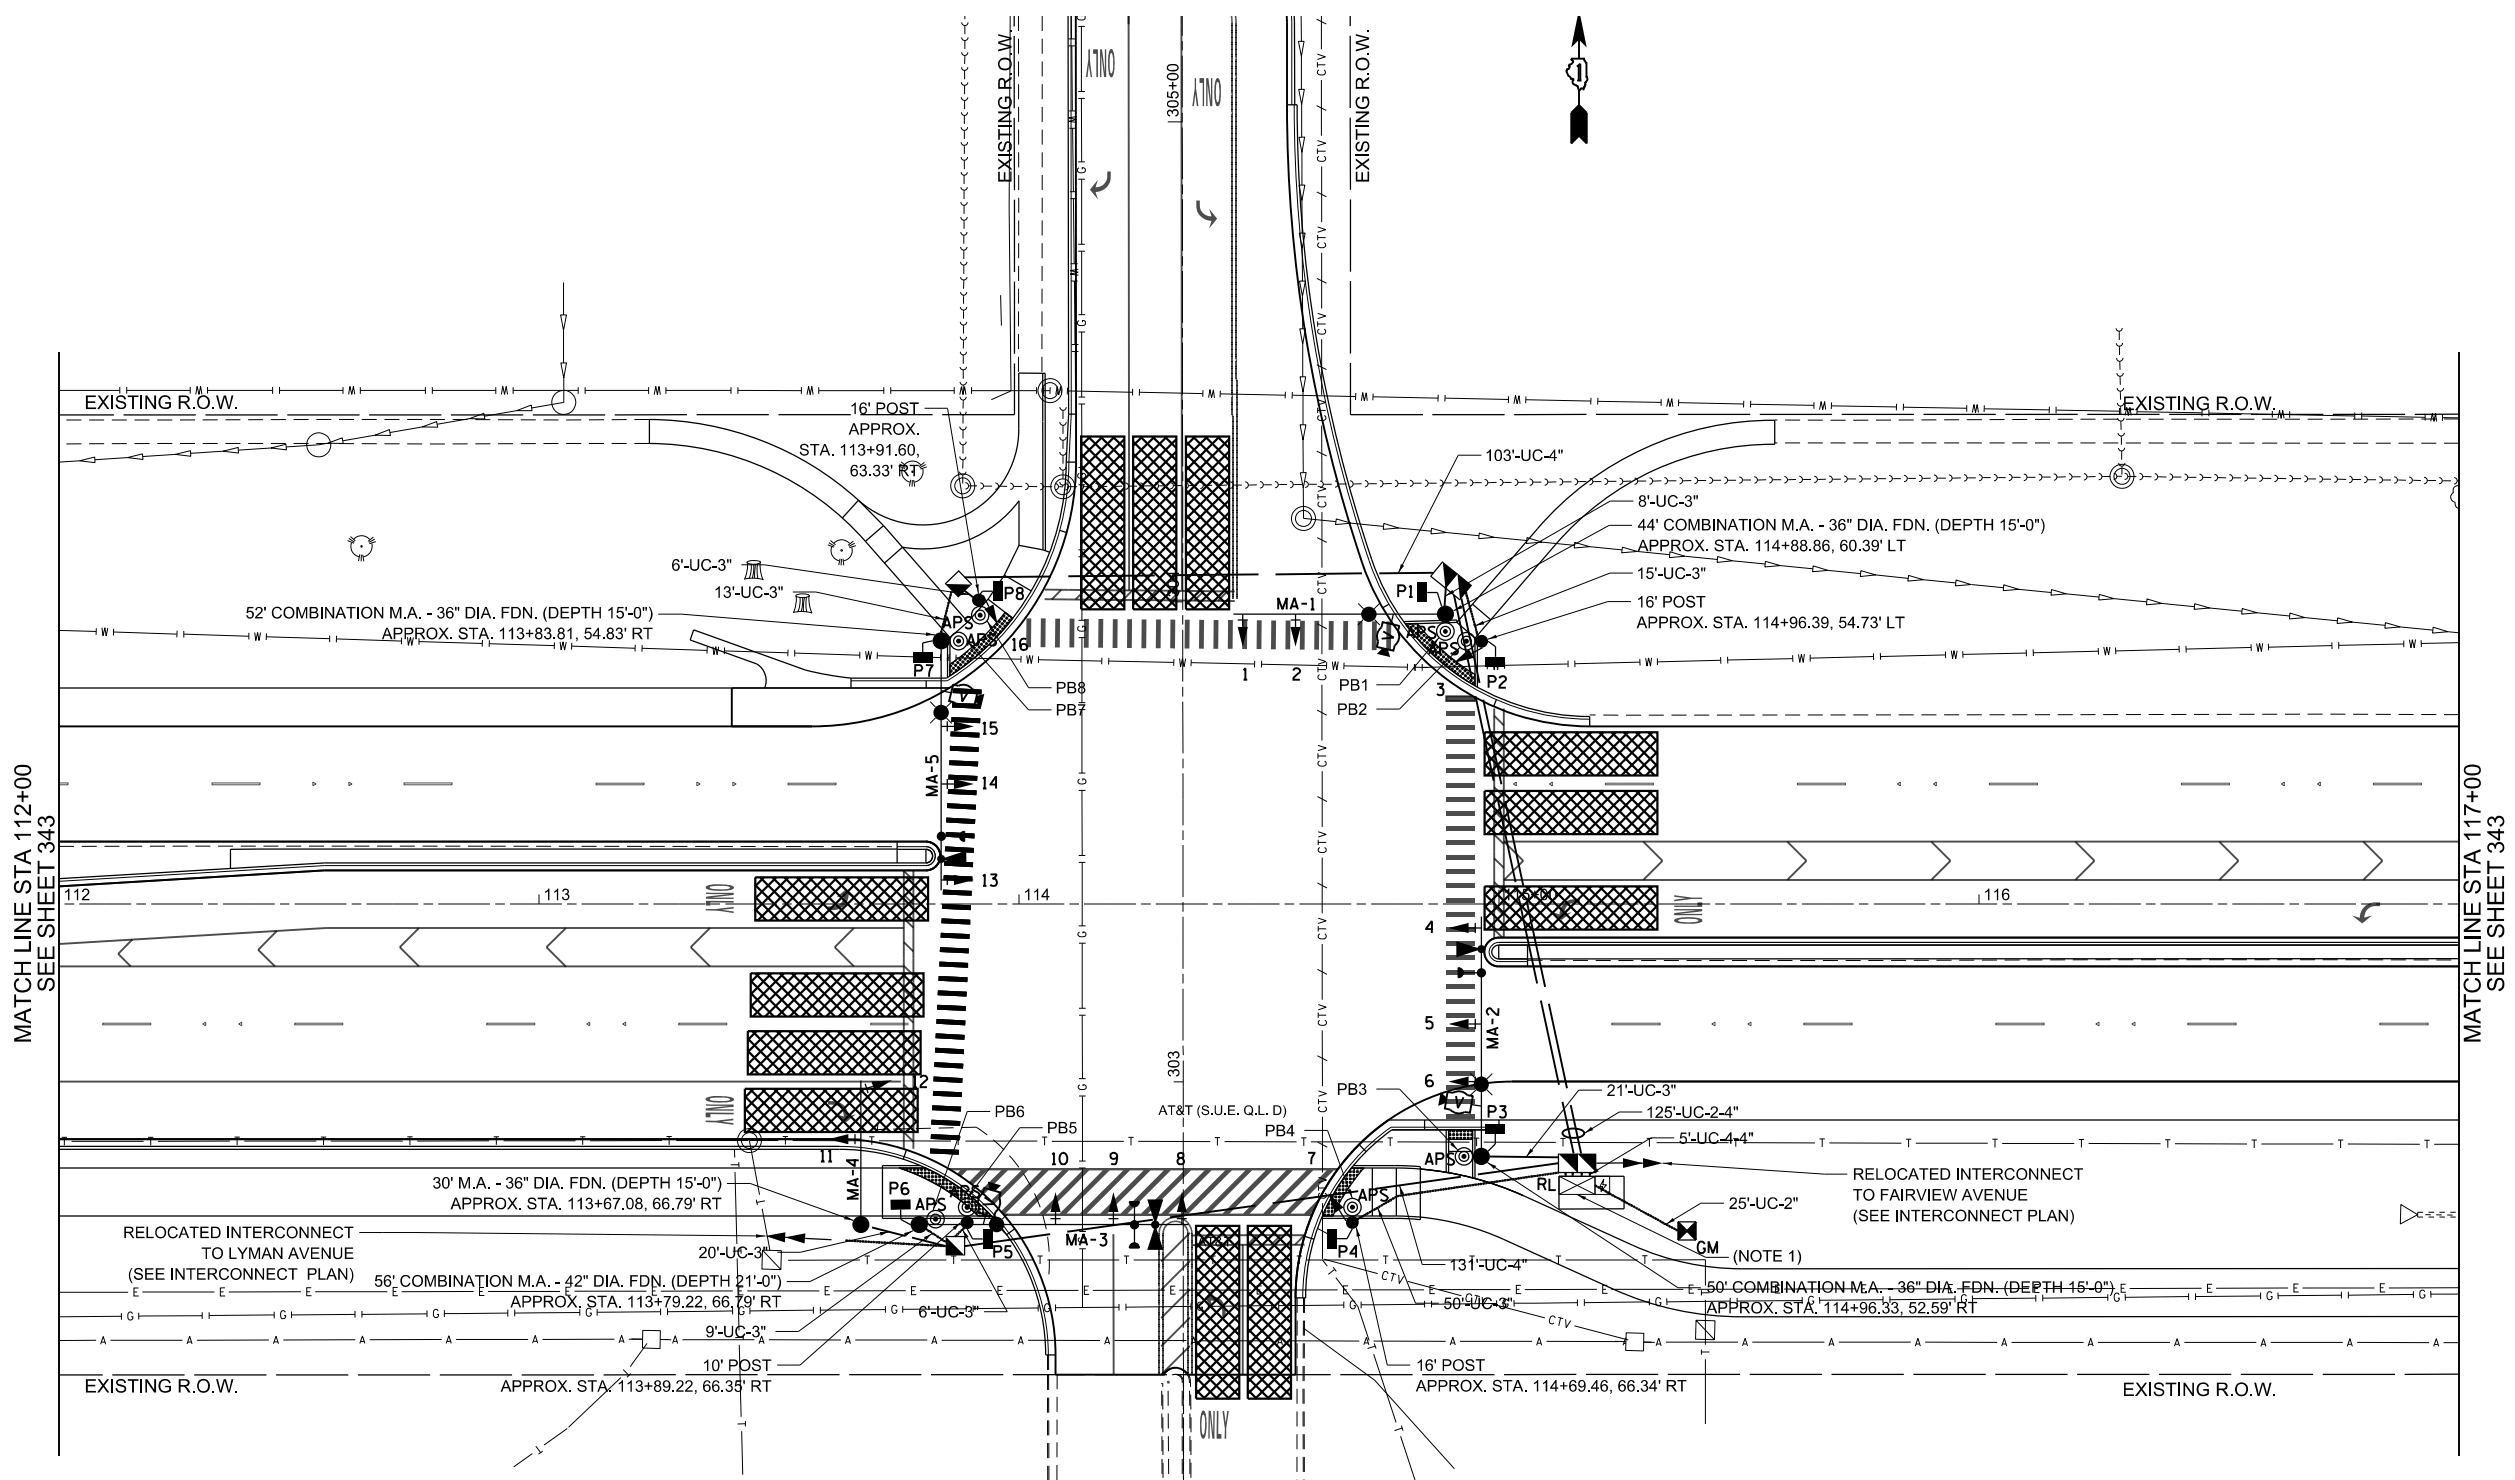 EXISTING R.O.W.
ONLY
305+00
ONLY
EXISTING R.O.W.
1
EXISTING R.O.W.
EXISTING R.O.W.
16' POST
APPROX.
STA. 113+91.60,
63.33' RT
103'-UC-4"
8'-UC-3"
44' COMBINATION M.A. - 36" DIA. FDN. (DEPTH 15'-0")
APPROX. STA. 114+88.86, 60.39' LT
15'-UC-3"
16' POST
APPROX. STA. 114+96.39, 54.73' LT
6'-UC-3"
13'-UC-3"
52' COMBINATION M.A. - 36" DIA. FDN. (DEPTH 15'-0")
APPROX. STA. 113+83.81, 54.83' RT
P8
APS
APS
P7
16
MA-1
P1
APS
APS
P2
1
2
3
PB8
PB7
PB1
PB2
V
V
15
14
MA-5
13
MATCH LINE STA 112+00
SEE SHEET 343
MATCH LINE STA 117+00
SEE SHEET 343
112
113
114
115+00
116
ONLY
ONLY
4
5
MA-2
6
303
12
ONLY
PB6
PB5
AT&T (S.U.E. Q.L. D)
PB3
PB4
V
P3
21'-UC-3"
125'-UC-2-4"
5'-UC-4-4"
11
MA-4
10
9
8
7
APS
RL
RELOCATED INTERCONNECT
TO FAIRVIEW AVENUE
(SEE INTERCONNECT PLAN)
25'-UC-2"
GM
(NOTE 1)
30' M.A. - 36" DIA. FDN. (DEPTH 15'-0")
APPROX. STA. 113+67.08, 66.79' RT
P6
APS
APS
P5
MA-3
APS
P4
RELOCATED INTERCONNECT
TO LYMAN AVENUE
(SEE INTERCONNECT PLAN)
20'-UC-3"
56' COMBINATION M.A. - 42" DIA. FDN. (DEPTH 21'-0")
APPROX. STA. 113+79.22, 66.79' RT
9'-UC-3"
6'-UC-3"
10' POST
APPROX. STA. 113+89.22, 66.35' RT
131'-UC-4"
50'-UC-3"
50' COMBINATION M.A. - 36" DIA. FDN. (DEPTH 15'-0")
APPROX. STA. 114+96.33, 52.59' RT
16' POST
APPROX. STA. 114+69.46, 66.34' RT
EXISTING R.O.W.
EXISTING R.O.W.
ONLY